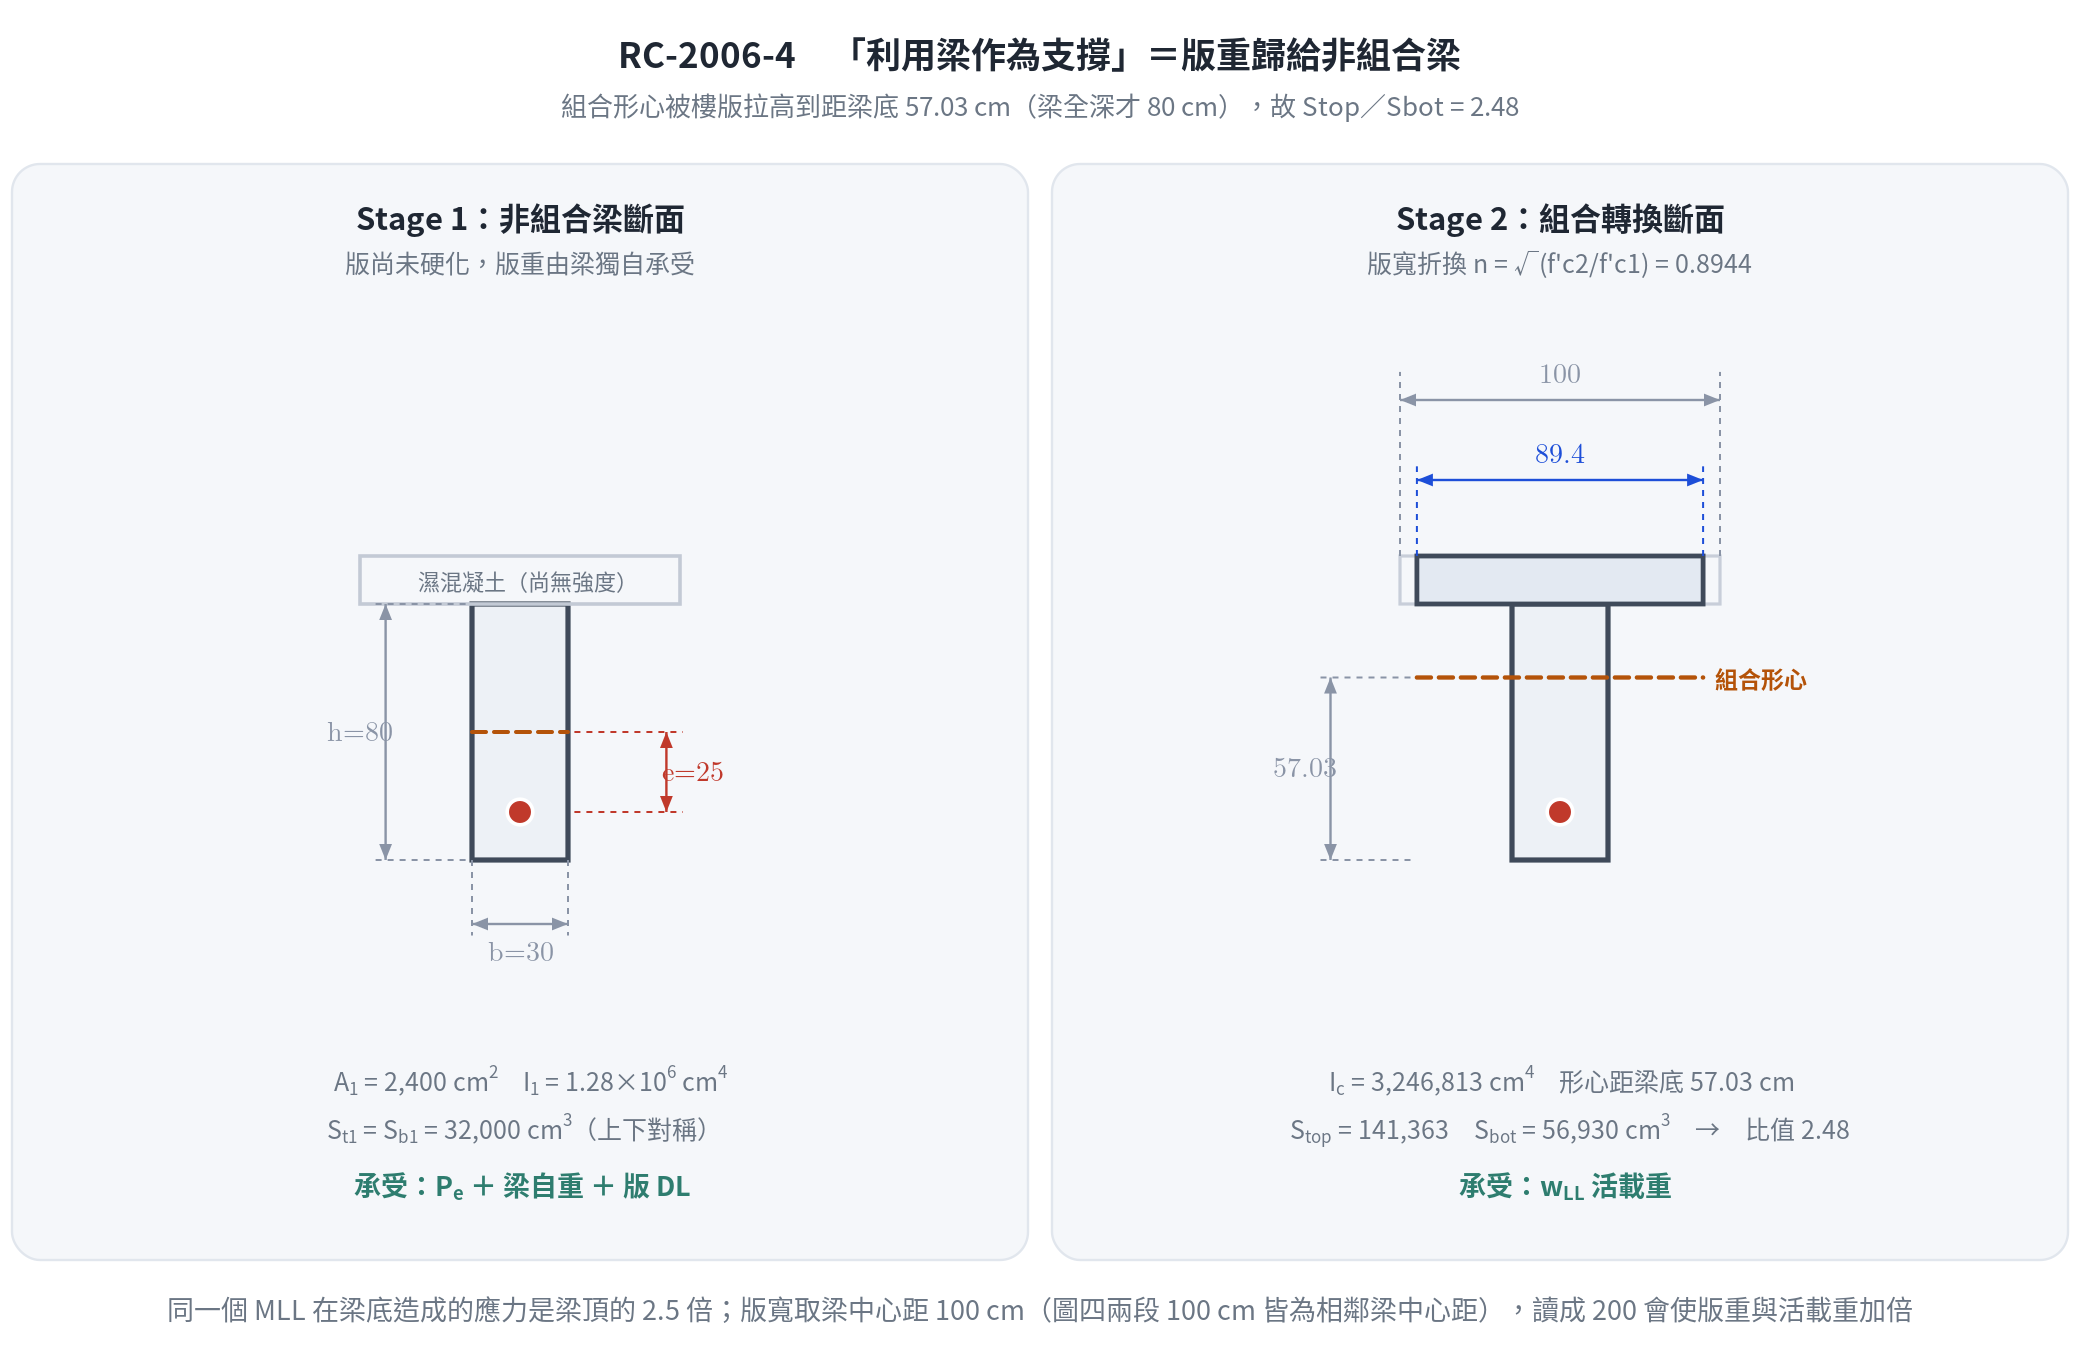 RC-2006-4　「利用梁作為支撐」＝版重歸給非組合梁
組合形心被樓版拉高到距梁底 57.03 cm（梁全深才 80 cm），故 Stop／Sbot = 2.48
Stage 1：非組合梁斷面
版尚未硬化，版重由梁獨自承受
濕混凝土（尚無強度）
h=80
e=25
b=30
A₁ = 2,400 cm²　I₁ = 1.28×10⁶ cm⁴
Sₜ₁ = S_b1 = 32,000 cm³（上下對稱）
承受：Pₑ ＋ 梁自重 ＋ 版 DL
Stage 2：組合轉換斷面
版寬折換 n = √(f'c2/f'c1) = 0.8944
100
89.4
組合形心
57.03
I_c = 3,246,813 cm⁴　形心距梁底 57.03 cm
S_top = 141,363　S_bot = 56,930 cm³　→　比值 2.48
承受：w_LL 活載重
同一個 MLL 在梁底造成的應力是梁頂的 2.5 倍；版寬取梁中心距 100 cm（圖四兩段 100 cm 皆為相鄰梁中心距），讀成 200 會使版重與活載重加倍